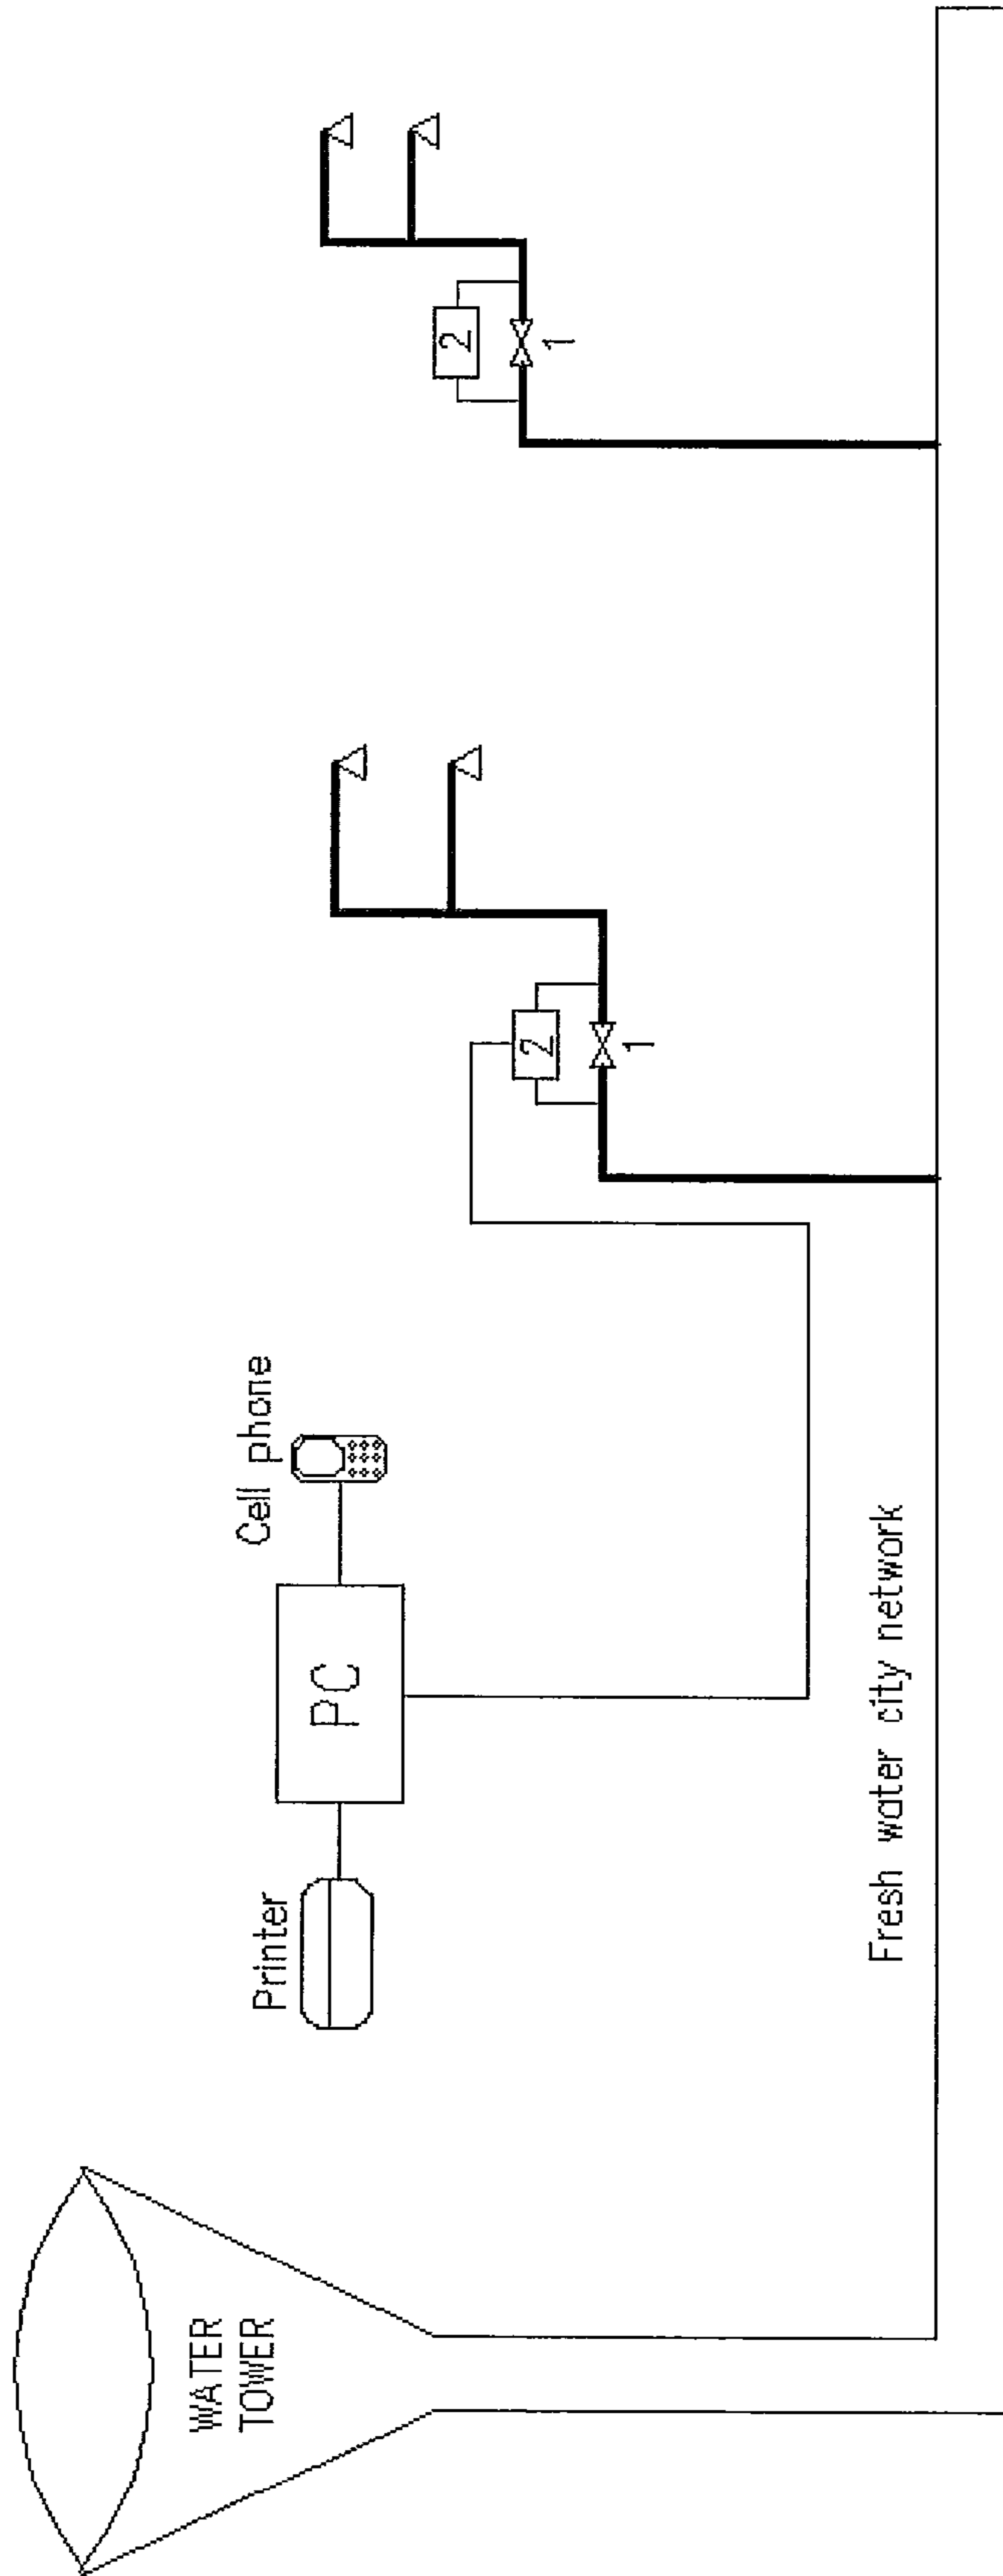 WATER
TOWER
Printer
PC
Cell phone
2
1
2
1
Fresh water city network